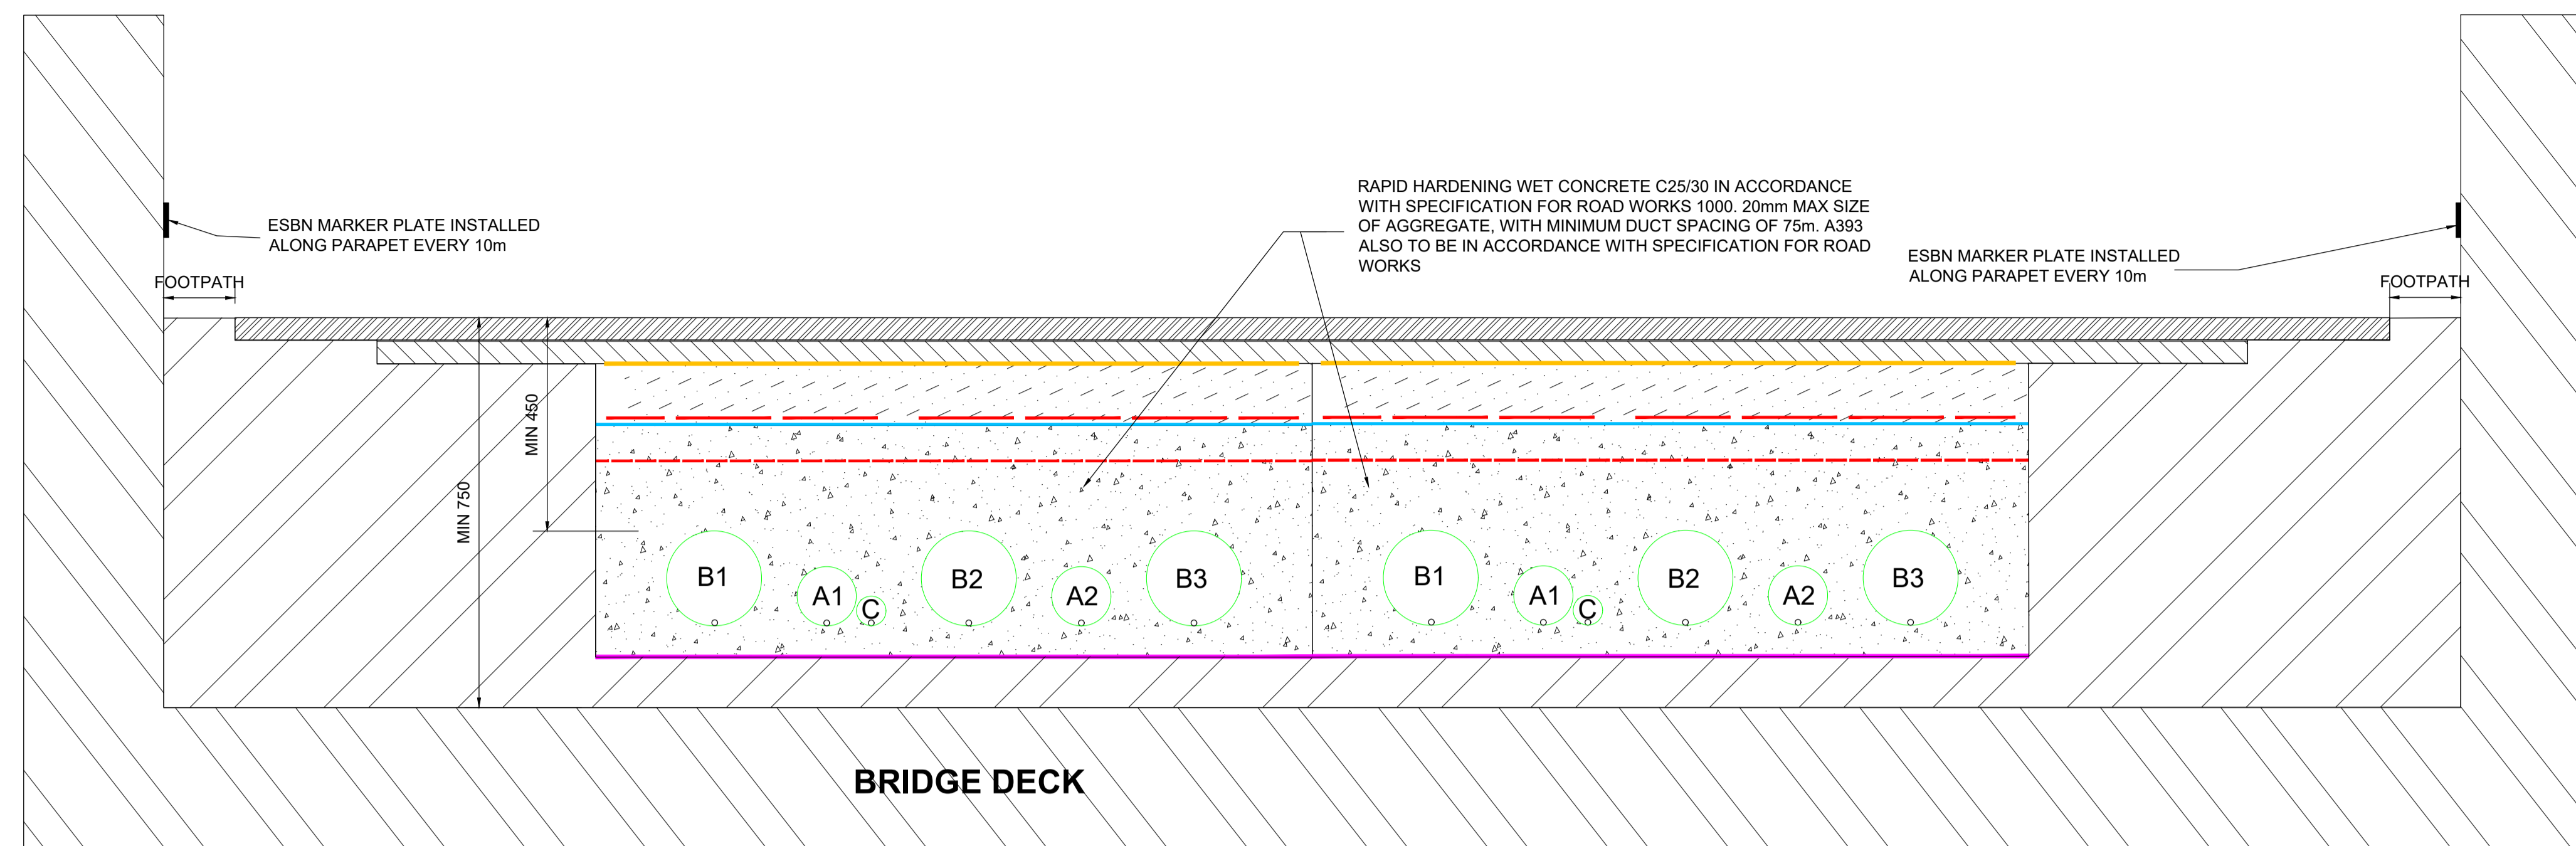 RAPID HARDENING WET CONCRETE C25/30 IN ACCORDANCE
WITH SPECIFICATION FOR ROAD WORKS 1000. 20mm MAX SIZE
OF AGGREGATE, WITH MINIMUM DUCT SPACING OF 75m. A393
ALSO TO BE IN ACCORDANCE WITH SPECIFICATION FOR ROAD
WORKS
ESBN MARKER PLATE INSTALLED
ALONG PARAPET EVERY 10m
ESBN MARKER PLATE INSTALLED
ALONG PARAPET EVERY 10m
FOOTPATH
FOOTPATH
MIN 450
MIN 750
B1
A1
C
B2
A2
B3
B1
A1
C
B2
A2
B3
BRIDGE DECK